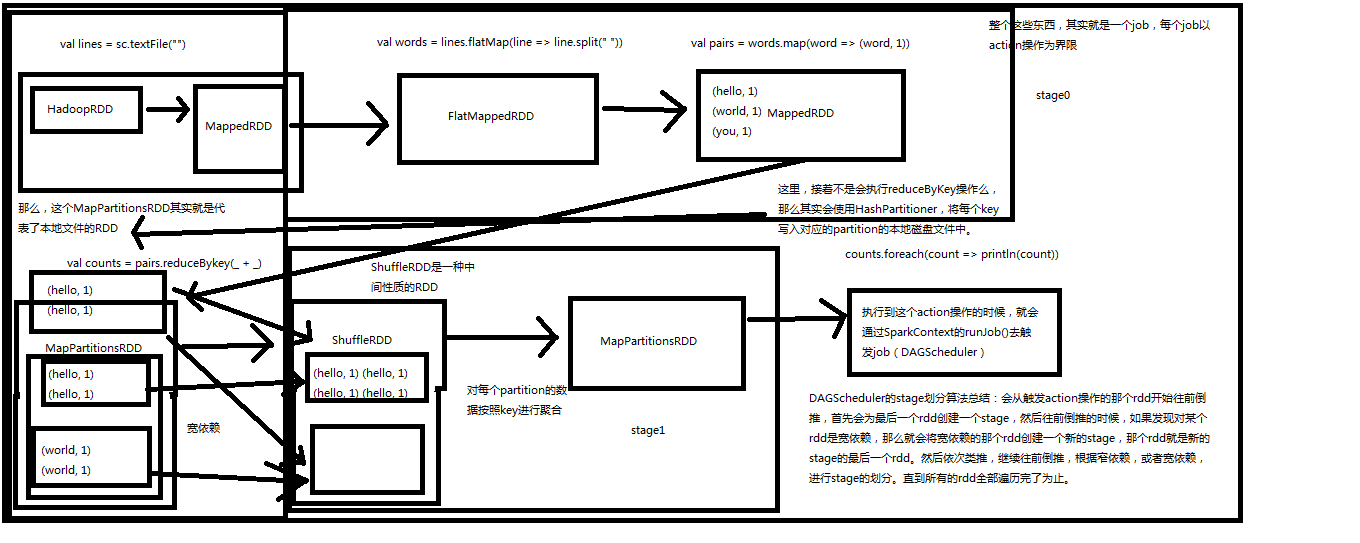 整个这些东西，其实就是一个job，每个job以
action操作为界限
val lines = sc.textFile("")
val words = lines.flatMap(line => line.split(" "))
val pairs = words.map(word => (word, 1))
stage0
HadoopRDD
MappedRDD
FlatMappedRDD
(hello, 1)
(world, 1) MappedRDD
(you, 1)
这里，接着不是会执行reduceByKey操作么，
那么其实会使用HashPartitioner，将每个key
写入对应的partition的本地磁盘文件中。
那么，这个MapPartitionsRDD其实就是代
表了本地文件的RDD
val counts = pairs.reduceBykey(_ + _)
ShuffleRDD是一种中
间性质的RDD
counts.foreach(count => println(count))
(hello, 1)
(hello, 1)
MapPartitionsRDD
(hello, 1)
(hello, 1)
(world, 1)
(world, 1)
宽依赖
ShuffleRDD
(hello, 1) (hello, 1)
(hello, 1) (hello, 1)
对每个partition的数
据按照key进行聚合
MapPartitionsRDD
stage1
执行到这个action操作的时候，就会
通过SparkContext的runJob()去触
发job（DAGScheduler）
DAGScheduler的stage划分算法总结：会从触发action操作的那个rdd开始往前倒
推，首先会为最后一个rdd创建一个stage，然后往前倒推的时候，如果发现对某个
rdd是宽依赖，那么就会将宽依赖的那个rdd创建一个新的stage，那个rdd就是新的
stage的最后一个rdd。然后依次类推，继续往前倒推，根据窄依赖，或者宽依赖，
进行stage的划分。直到所有的rdd全部遍历完了为止。